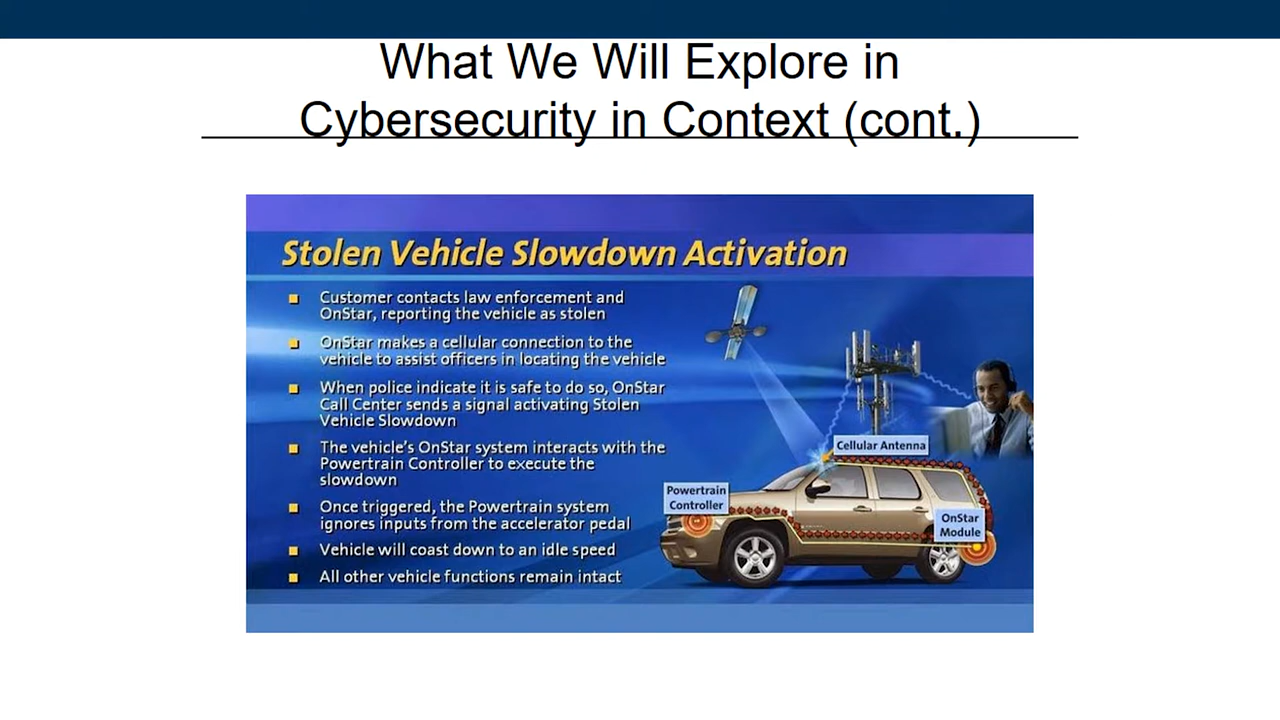 What We Will Explore in
Cybersecurity in Context (cont.)
Stolen Vehicle Slowdown Activation
Customer contacts law enforcement and
OnStar, reporting the vehicle as stolen
OnStar makes a cellular connection to the
vehicle to assist officers in locating the vehicle
When police indicate it is safe to do so, OnStar
Call Center sends a signal activating Stolen
Vehicle Slowdown
The vehicle's OnStar system interacts with the
Powertrain Controller to execute the
slowdown
Once triggered, the Powertrain system
ignores inputs from the accelerator pedal
Vehicle will coast down to an idle speed
All other vehicle functions remain intact
Cellular Antenna
Powertrain
Controller
OnStar
Module